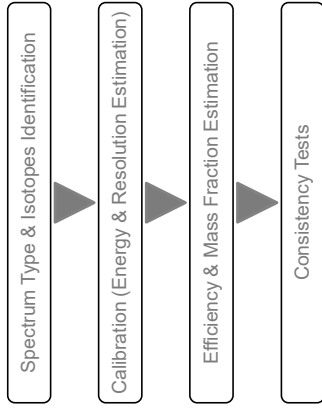 Spectrum Type & Isotopes Identification
Calibration (Energy & Resolution Estimation)
Efficiency & Mass Fraction Estimation
Consistency Tests